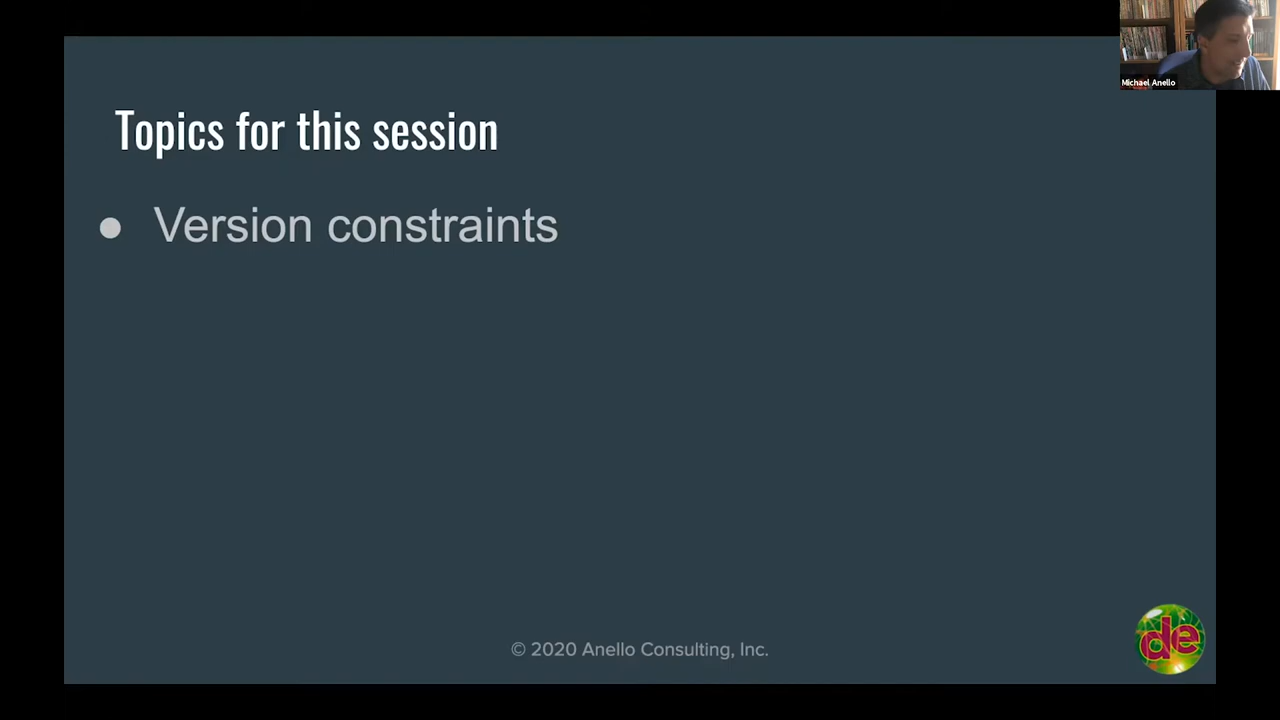 Michael Anello
Topics for this session
● Version constraints
© 2020 Anello Consulting, Inc.
de